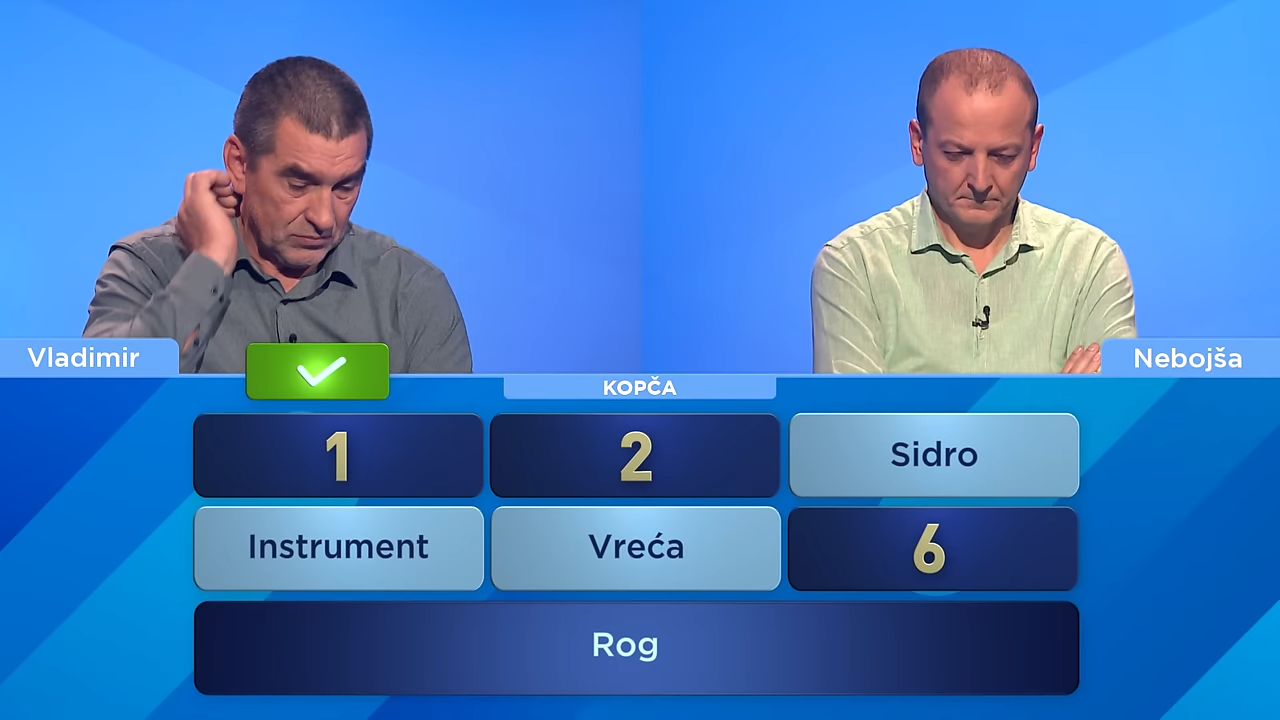 Vladimir
Nebojša
KOPČA
1
2
Sidro
Instrument
Vreća
6
Rog